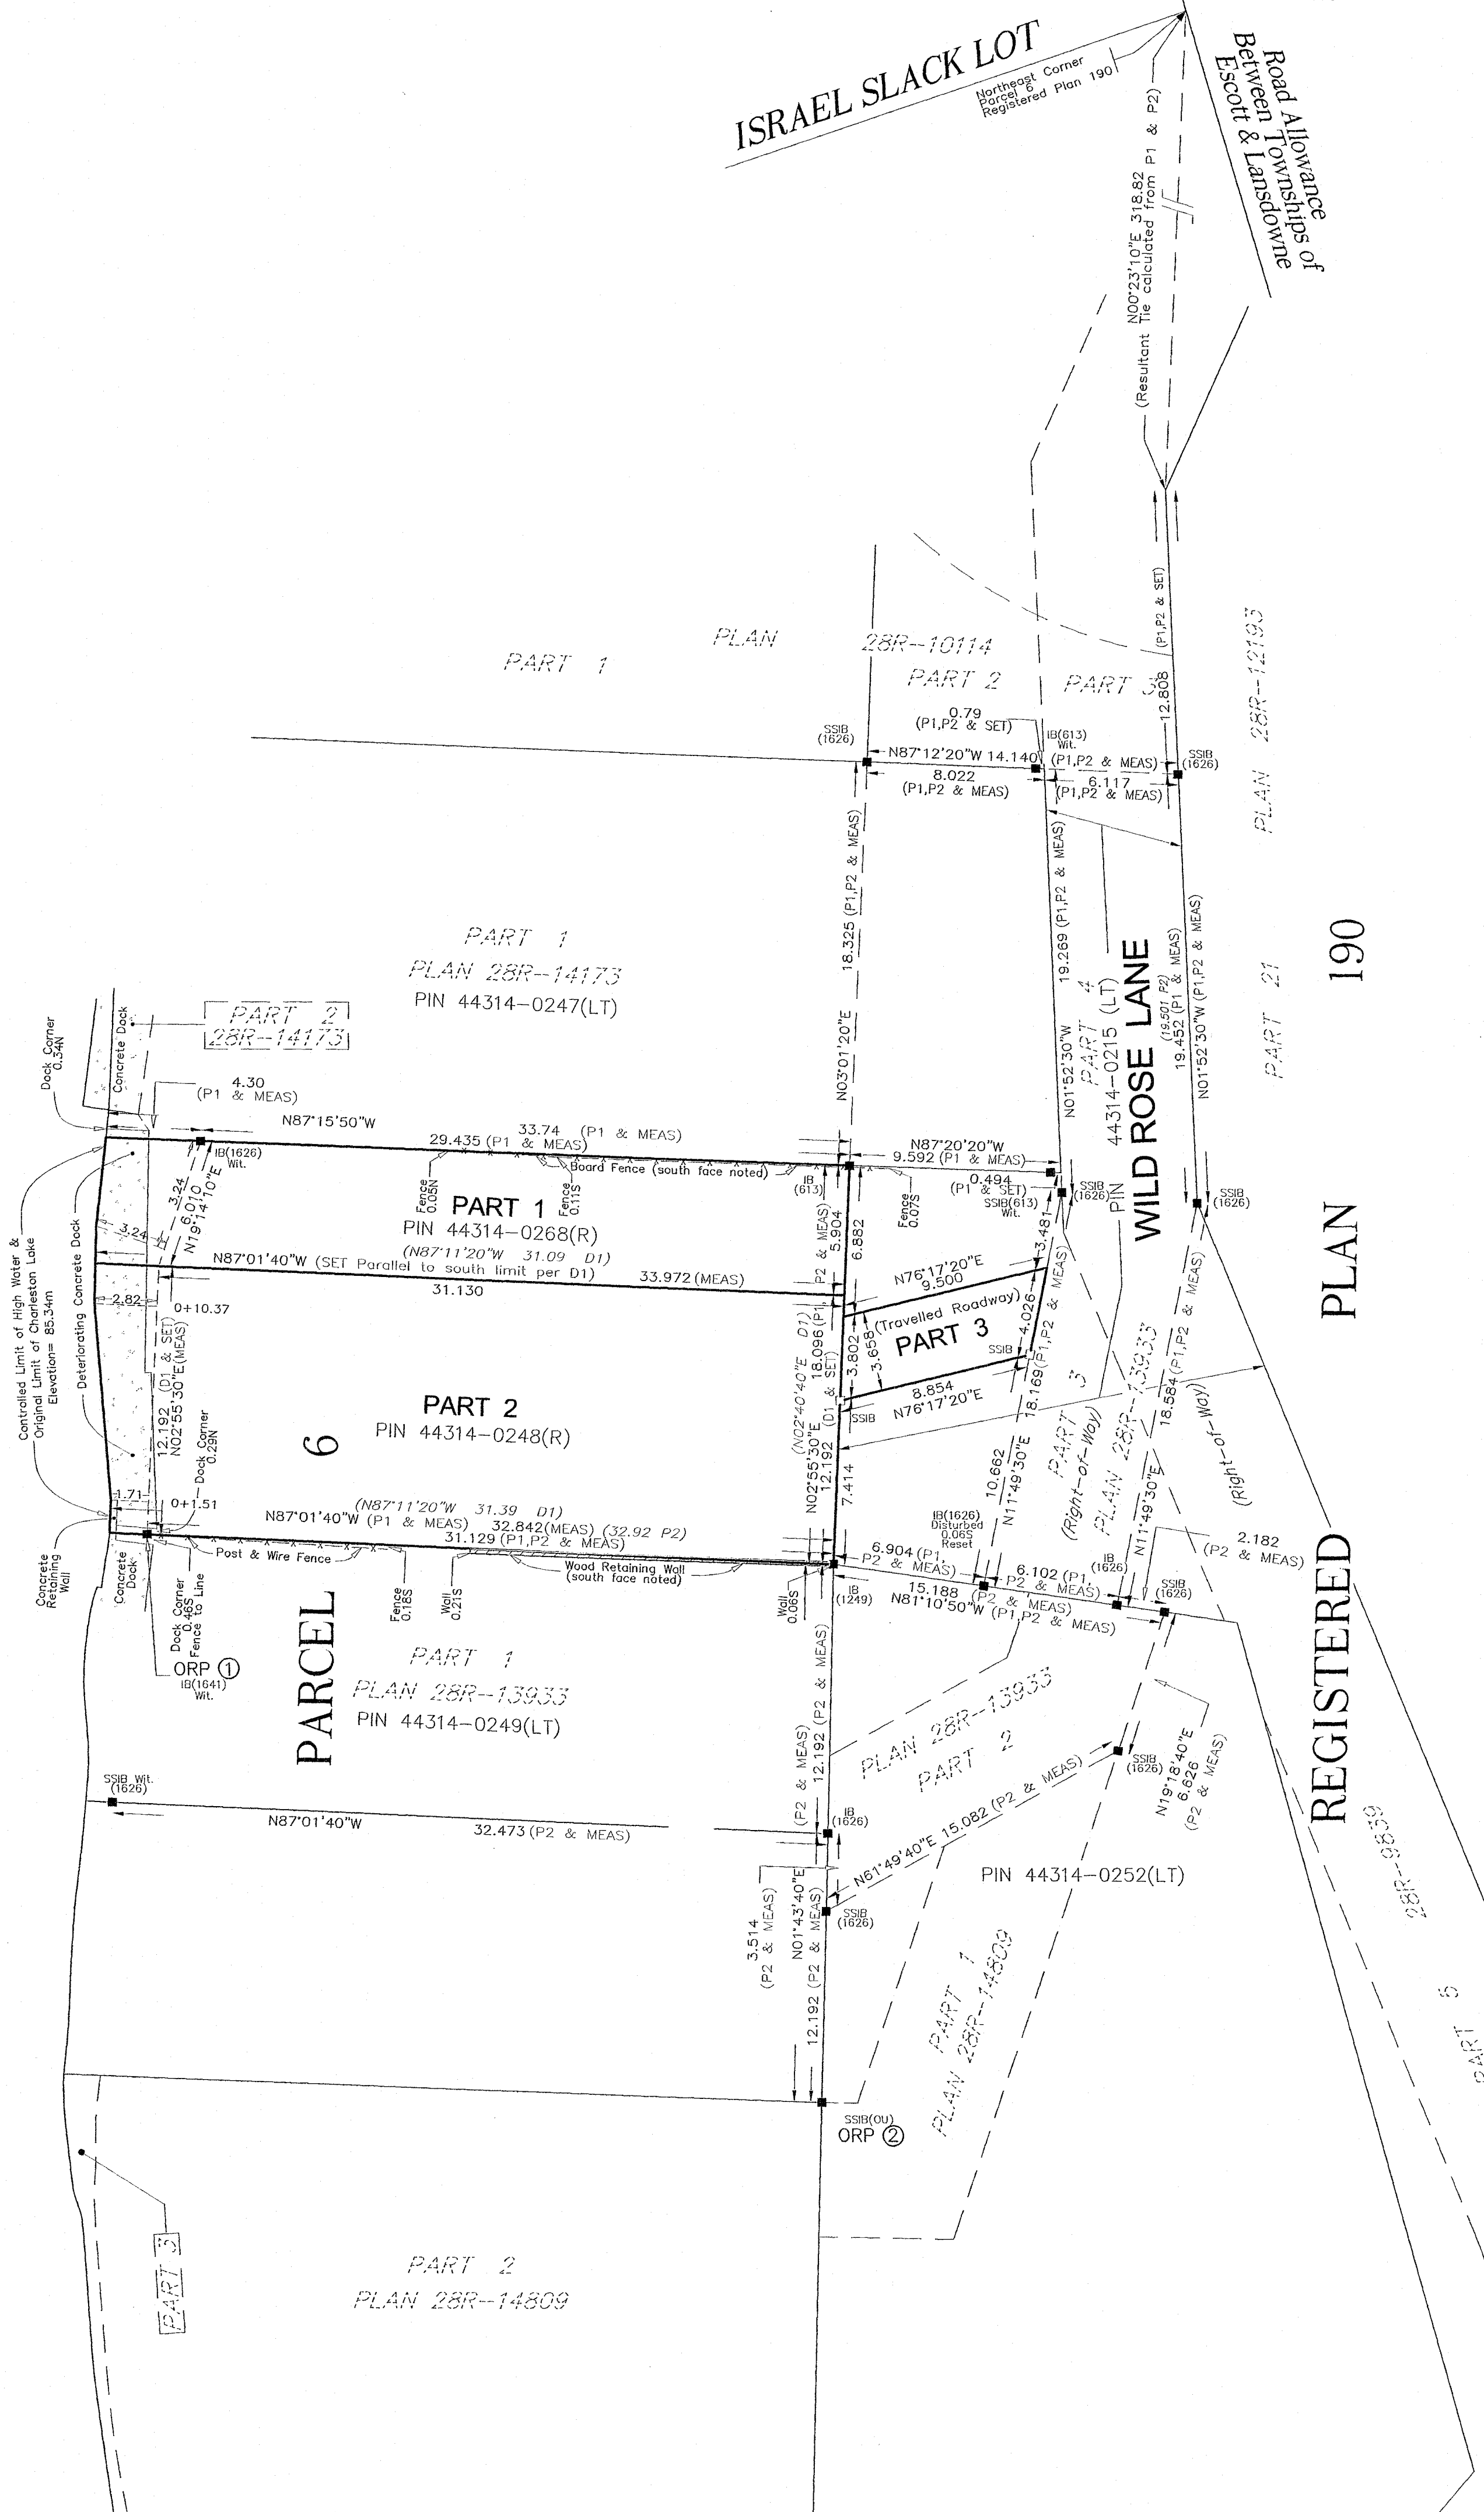 ISRAEL SLACK LOT
Northeast Corner
Parcel 6
Registered Plan 190
Road Allowance
Between Townships of
Escott & Lansdowne
N00°23'10"E 318.82
(Resultant Tie calculated from P1 & P2)
PLAN 28R-10114
PART 1
PART 2
PART 3
12.808 (P1,P2 & SET)
PLAN 28R-12193
PART 21
0.79
(P1,P2 & SET)
SSIB
(1626)
IB(613)
Wit.
N87°12'20"W 14.140 (P1,P2 & MEAS)
8.022
(P1,P2 & MEAS)
6.117
(P1,P2 & MEAS)
SSIB
(1626)
N03°01'20"E 18.325 (P1,P2 & MEAS)
N01°52'30"W 19.269 (P1,P2 & MEAS)
PART 4
PIN 44314-0215 (LT)
WILD ROSE LANE
(19.501 P2)
19.452 (P1 & MEAS)
N01°52'30"W (P1,P2 & MEAS)
REGISTERED PLAN 190
PART 1
PLAN 28R-14173
PIN 44314-0247(LT)
PART 2
28R-14173
Concrete Dock
Dock Corner
0.34N
4.30
(P1 & MEAS)
N87°15'50"W
33.74 (P1 & MEAS)
29.435 (P1 & MEAS)
IB(1626)
Wit.
Board Fence (south face noted)
IB
(613)
Fence
0.05N
Fence
0.11S
Fence
0.07S
N87°20'20"W
9.592 (P1 & MEAS)
0.494
(P1 & SET)
SSIB(613)
Wit.
SSIB
(1626)
SSIB
(1626)
3.24
6.010
N19°14'10"E
3.24
PART 1
PIN 44314-0268(R)
(N87°11'20"W 31.09 D1)
N87°01'40"W (SET Parallel to south limit per D1) 33.972 (MEAS)
31.130
2.82
0+10.37
Controlled Limit of High Water &
Original Limit of Charleston Lake
Elevation= 85.34m
Deteriorating Concrete Dock
12.192 (D1 & SET)
N02°55'30"E(MEAS)
5.904
6.882
18.096 (P1, P2 & MEAS)
3.481
N76°17'20"E
9.500
(Travelled Roadway)
PART 3
4.026
3.802
3.658
SSIB
8.854
N76°17'20"E
SSIB
18.169 (P1,P2 & MEAS)
(N02°40'40"E D1)
N02°55'30"E
12.192 (D1 & SET)
7.414
PART 2
PIN 44314-0248(R)
PARCEL 6
Dock Corner
0.29N
1.71
0+1.51
(N87°11'20"W 31.39 D1)
N87°01'40"W (P1 & MEAS) 32.842(MEAS) (32.92 P2)
31.129 (P1,P2 & MEAS)
Post & Wire Fence
Wood Retaining Wall
(south face noted)
Concrete
Retaining
Wall
Concrete
Dock
Dock Corner
0.46S
Fence to Line
Fence
0.18S
Wall
0.21S
Wall
0.06S
ORP 1
IB(1641)
Wit.
IB
(1249)
10.662
N11°49'30"E
PART 3
(Right-of-Way)
PLAN 28R-13933
N11°49'30"E
18.584 (P1,P2 & MEAS)
(Right-of-Way)
IB(1626)
Disturbed
0.06S
Reset
6.904 (P1,
P2 & MEAS)
6.102 (P1,
P2 & MEAS)
IB
(1626)
SSIB
(1626)
2.182
(P2 & MEAS)
15.188 (P2 & MEAS)
N81°10'50"W (P1,P2 & MEAS)
PART 1
PLAN 28R-13933
PIN 44314-0249(LT)
12.192 (P2 & MEAS)
(P2 & MEAS)
PLAN 28R-13933
PART 2
SSIB
(1626)
N19°18'40"E
6.626
(P2 & MEAS)
SSIB Wit.
(1626)
N87°01'40"W
32.473 (P2 & MEAS)
IB
(1626)
N61°49'40"E 15.082 (P2 & MEAS)
SSIB
(1626)
3.514
(P2 & MEAS)
N01°43'40"E
12.192 (P2 & MEAS)
PIN 44314-0252(LT)
PART 1
PLAN 28R-14809
28R-9839
PART 6
SSIB(OU)
ORP 2
PART 3
PART 2
PLAN 28R-14809